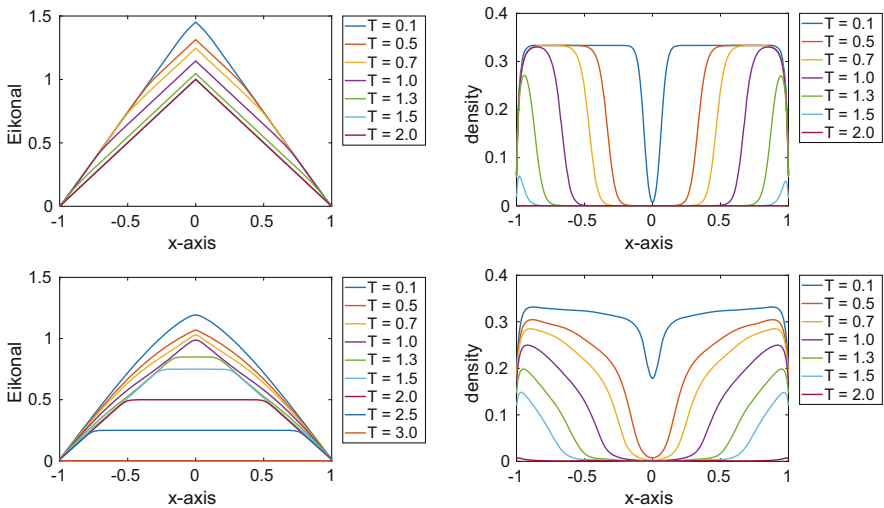 Eikonal
1.5
1
0.5
0
-1
-0.5
0
0.5
1
x-axis
T = 0.1
T = 0.5
T = 0.7
T = 1.0
T = 1.3
T = 1.5
T = 2.0
density
0.4
0.3
0.2
0.1
0
-1
-0.5
0
0.5
1
x-axis
T = 0.1
T = 0.5
T = 0.7
T = 1.0
T = 1.3
T = 1.5
T = 2.0
Eikonal
1.5
1
0.5
0
-1
-0.5
0
0.5
1
x-axis
T = 0.1
T = 0.5
T = 0.7
T = 1.0
T = 1.3
T = 1.5
T = 2.0
T = 2.5
T = 3.0
density
0.4
0.3
0.2
0.1
0
-1
-0.5
0
0.5
1
x-axis
T = 0.1
T = 0.5
T = 0.7
T = 1.0
T = 1.3
T = 1.5
T = 2.0